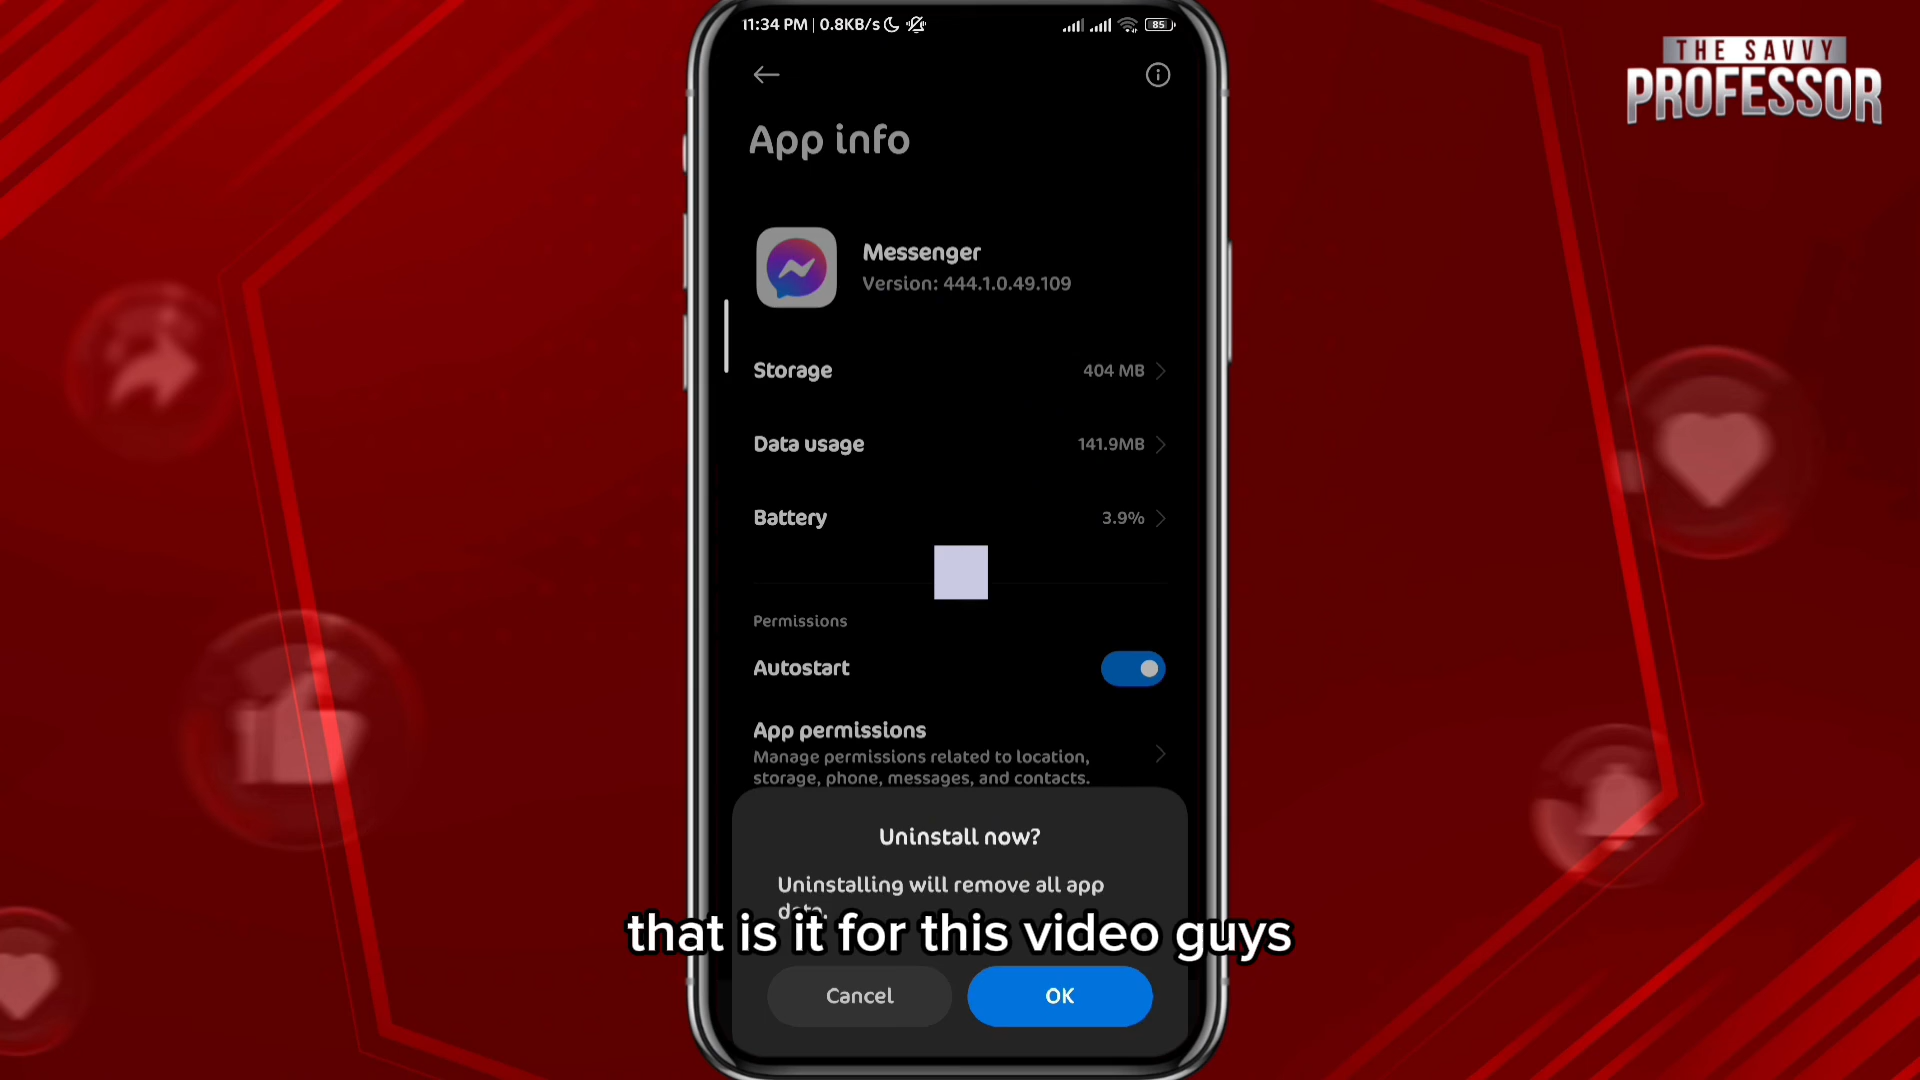 11:34 PM | 0.8KB/s
85
THE SAVVY
PROFESSOR
App info
Messenger
Version: 444.1.0.49.109
Storage
404 MB
Data usage
141.9MB
Battery
3.9%
Permissions
Autostart
App permissions
Manage permissions related to location,
storage, phone, messages, and contacts.
Uninstall now?
Uninstalling will remove all app
data.
that is it for this video guys
Cancel
OK